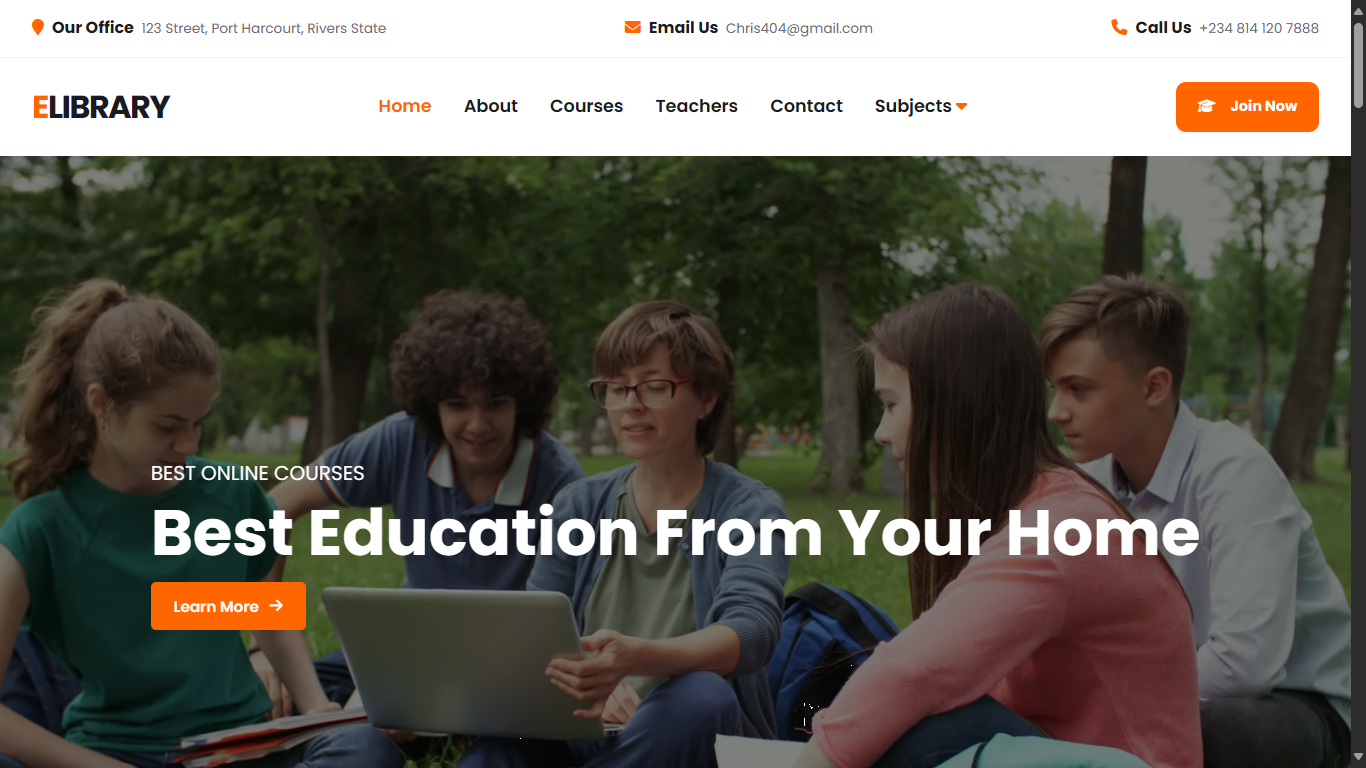 Our Office 123 Street, Port Harcourt, Rivers State
Email Us Chris404@gmail.com
Call Us +234 814 120 7888
ELIBRARY
Home About Courses Teachers Contact Subjects
Join Now
BEST ONLINE COURSES
Best Education From Your Home
Learn More